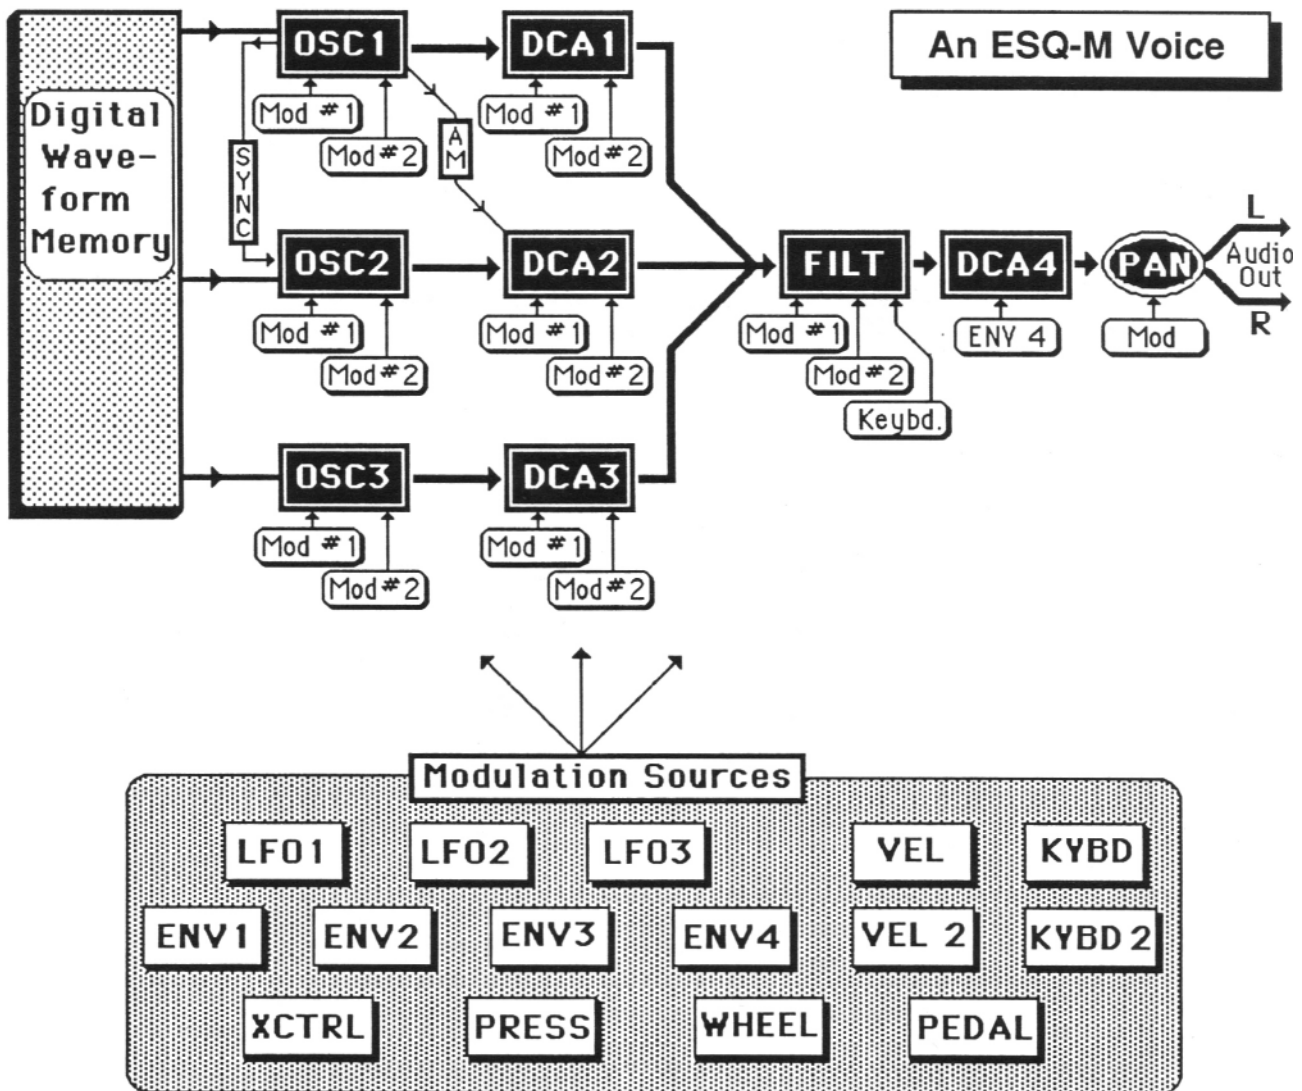 An ESQ-M Voice
Digital
Wave-
form
Memory
OSC1
DCA1
Mod #1
Mod #2
Mod #1
Mod #2
SYNC
AM
OSC2
DCA2
Mod #1
Mod #2
Mod #1
Mod #2
FILT
DCA4
PAN
L
Audio
Out
R
Mod #1
Mod #2
Keybd.
ENV 4
Mod
OSC3
DCA3
Mod #1
Mod #2
Mod #1
Mod #2
Modulation Sources
LFO1
LFO2
LFO3
VEL
KYBD
ENV1
ENV2
ENV3
ENV4
VEL 2
KYBD 2
XCTRL
PRESS
WHEEL
PEDAL